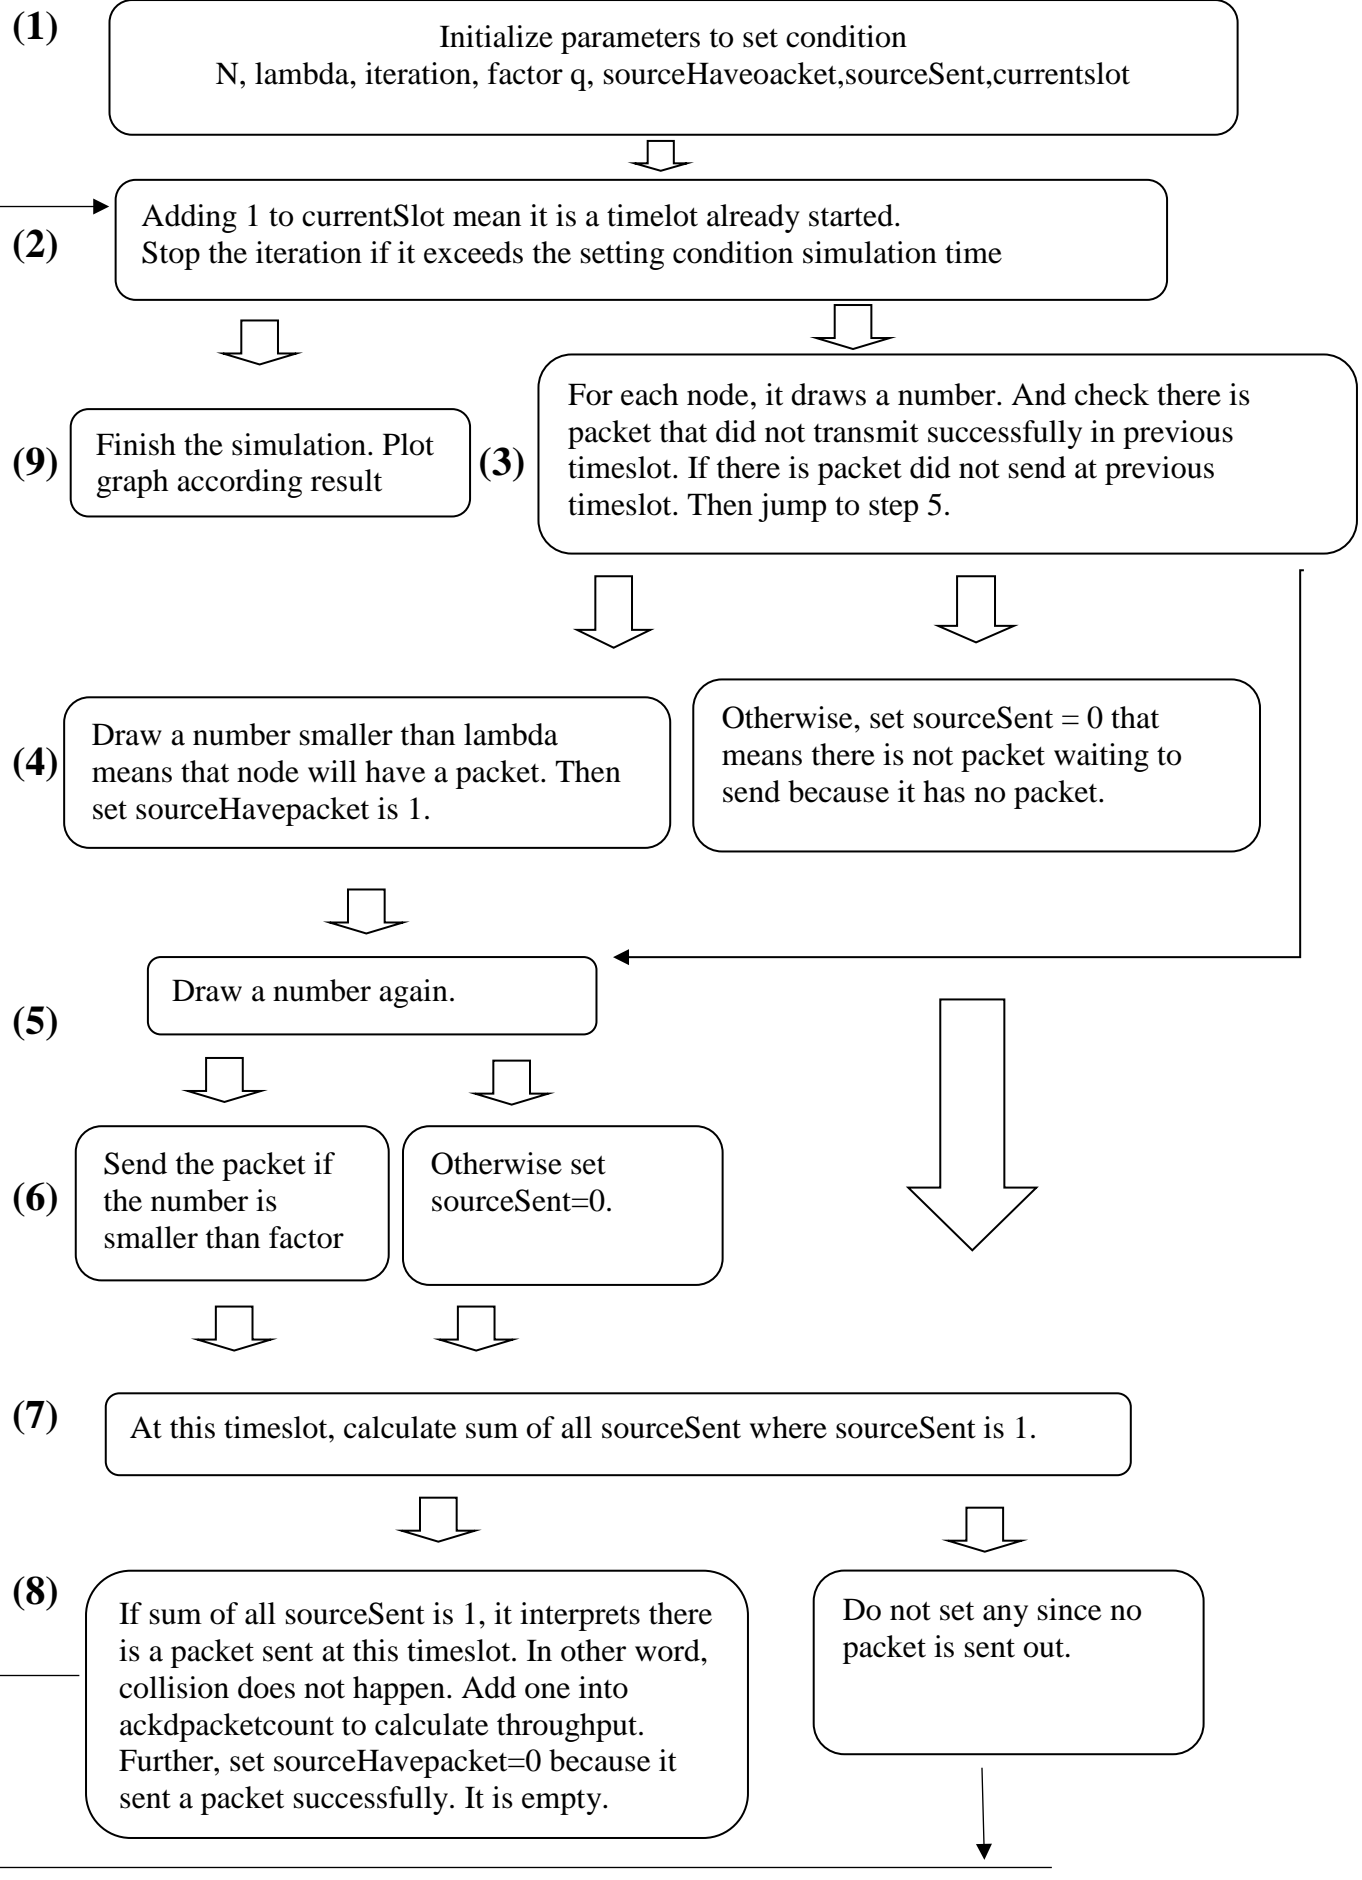 (1)
Initialize parameters to set condition
N, lambda, iteration, factor q, sourceHaveoacket,sourceSent,currentslot
(2)
Adding 1 to currentSlot mean it is a timelot already started.
Stop the iteration if it exceeds the setting condition simulation time
(9)
Finish the simulation. Plot
graph according result
(3)
For each node, it draws a number. And check there is
packet that did not transmit successfully in previous
timeslot. If there is packet did not send at previous
timeslot. Then jump to step 5.
(4)
Draw a number smaller than lambda
means that node will have a packet. Then
set sourceHavepacket is 1.
Otherwise, set sourceSent = 0 that
means there is not packet waiting to
send because it has no packet.
(5)
Draw a number again.
(6)
Send the packet if
the number is
smaller than factor
Otherwise set
sourceSent=0.
(7)
At this timeslot, calculate sum of all sourceSent where sourceSent is 1.
(8)
If sum of all sourceSent is 1, it interprets there
is a packet sent at this timeslot. In other word,
collision does not happen. Add one into
ackdpacketcount to calculate throughput.
Further, set sourceHavepacket=0 because it
sent a packet successfully. It is empty.
Do not set any since no
packet is sent out.